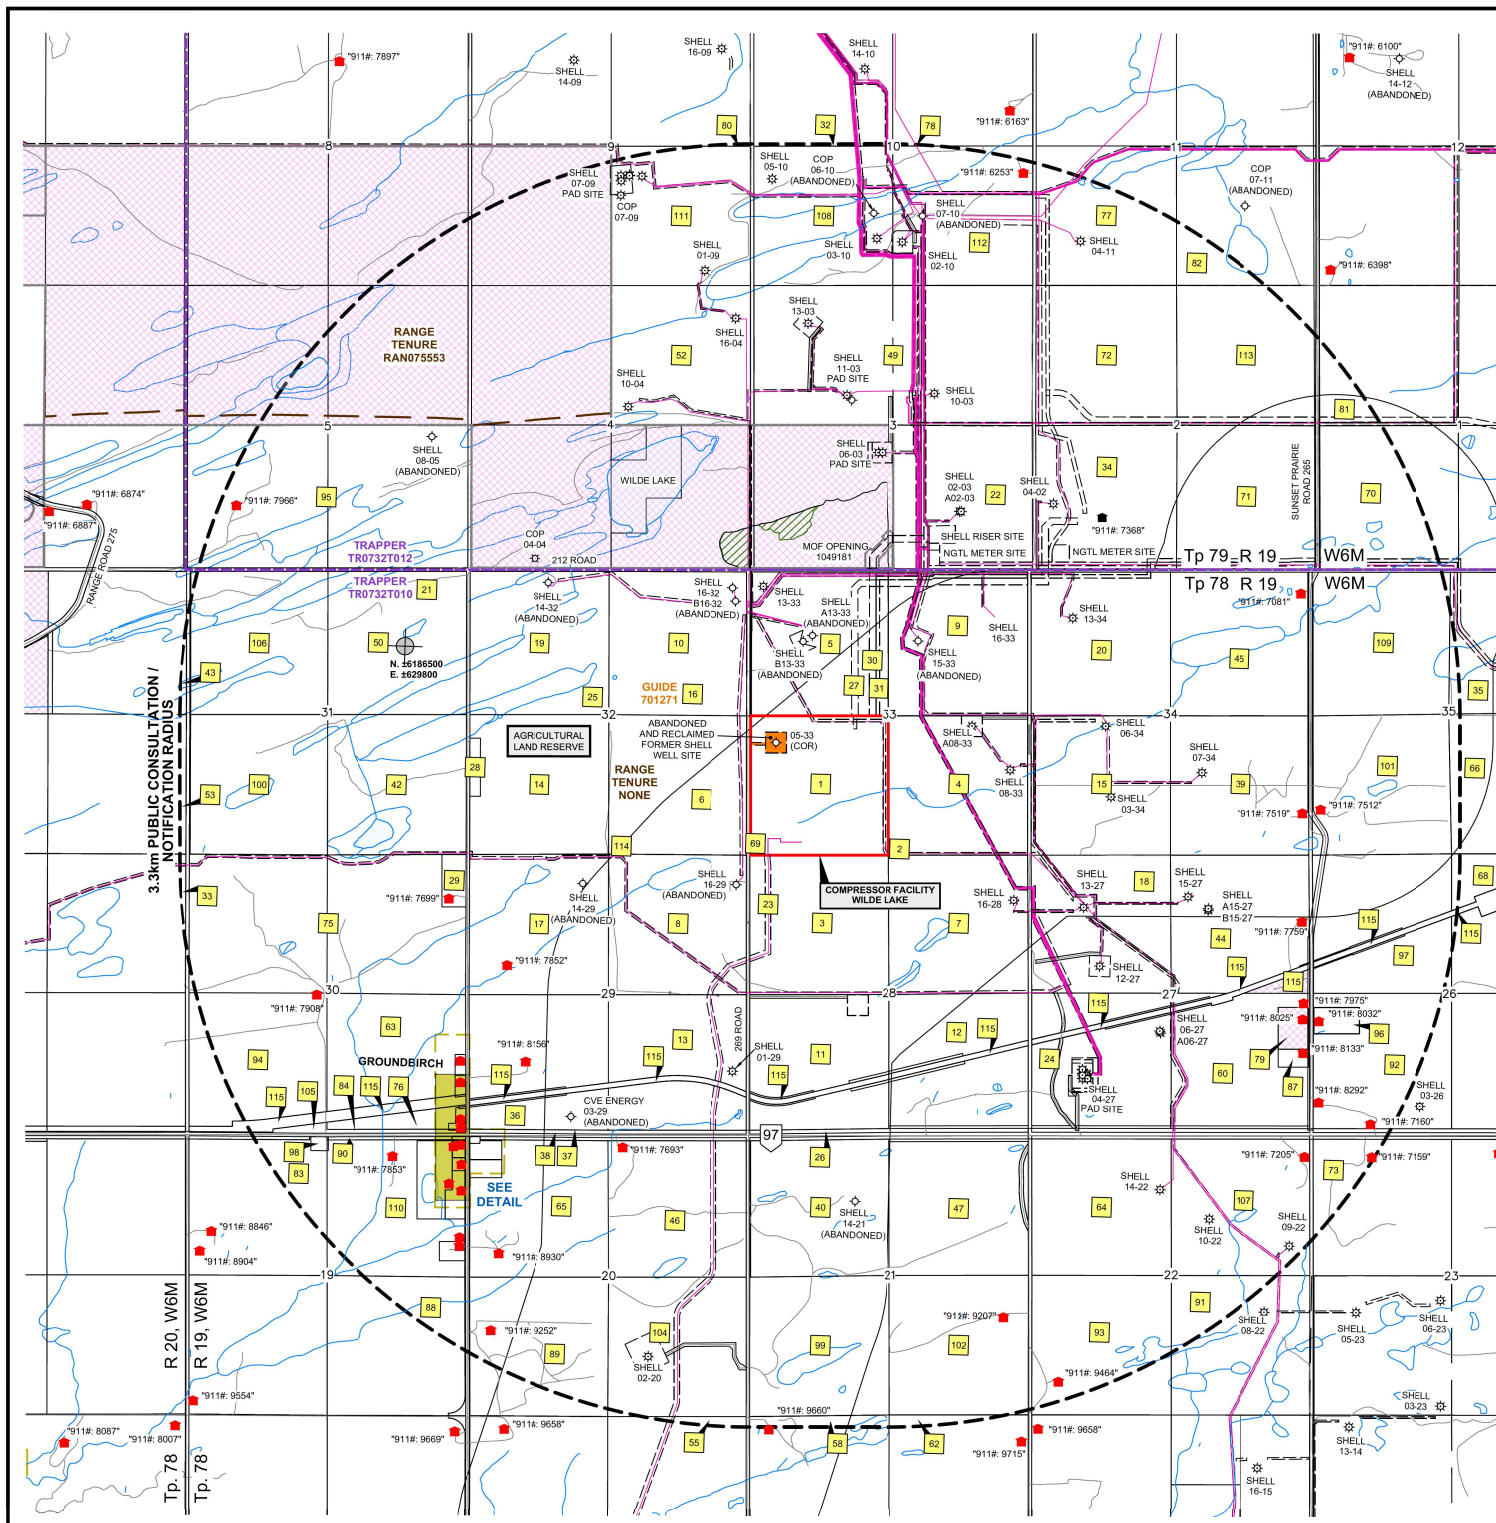 "911#: 7897"
SHELL
14-09
SHELL
16-09
SHELL
14-10
"911#: 6163"
"911#: 6100"
SHELL
14-12
(ABANDONED)
80
32
78
8
9
10
11
12
SHELL
07-09
PAD SITE
COP
07-09
SHELL
05-10
COP
06-10
(ABANDONED)
"911#: 6253"
COP
07-11
(ABANDONED)
111
108
SHELL
07-10
(ABANDONED)
112
77
SHELL
04-11
82
"911#: 6398"
SHELL
01-09
SHELL
03-10
SHELL
02-10
RANGE
TENURE
RAN075553
SHELL
16-04
SHELL
13-03
52
49
72
113
SHELL
11-03
PAD SITE
SHELL
10-04
SHELL
10-03
81
5
4
3
2
1
SHELL
08-05
(ABANDONED)
WILDE LAKE
SHELL
06-03
PAD SITE
SUNSET PRAIRIE
ROAD 265
34
71
70
"911#: 6874"
"911#: 6887"
"911#: 7966"
95
RANGE ROAD 275
SHELL
02-03
A02-03
22
SHELL
04-02
"911#: 7368"
TRAPPER
TR0732T012
COP
04-04
212 ROAD
MOF OPENING
1049181
SHELL RISER SITE
NGTL METER SITE
NGTL METER SITE
Tp 79 R 19 W6M
Tp 78 R 19 W6M
TRAPPER
TR0732T010
21
SHELL
14-32
(ABANDONED)
SHELL
16-32
B16-32
(ABANDONED)
SHELL
13-33
SHELL
A13-33
(ABANDONED)
SHELL
16-33
SHELL
13-34
"911#: 7081"
106
50
19
10
5
9
20
45
109
N. ±6186500
E. ±629800
SHELL
B13-33
(ABANDONED)
30
SHELL
15-33
(ABANDONED)
43
25
GUIDE
701271
16
27
31
35
3.3km PUBLIC CONSULTATION /
NOTIFICATION RADIUS
31
32
33
34
35
AGRICULTURAL
LAND RESERVE
ABANDONED
AND RECLAIMED
FORMER SHELL
WELL SITE
05-33
(COR)
SHELL
A08-33
SHELL
06-34
SHELL
07-34
RANGE
TENURE
NONE
28
100
42
14
6
1
4
SHELL
08-33
15
SHELL
03-34
39
101
66
53
"911#: 7519"
"911#: 7512"
114
69
2
COMPRESSOR FACILITY
WILDE LAKE
33
29
"911#: 7699"
SHELL
14-29
(ABANDONED)
SHELL
16-29
(ABANDONED)
SHELL
16-28
SHELL
13-27
18
SHELL
15-27
SHELL
A15-27
B15-27
68
75
17
8
23
3
7
44
"911#: 7759"
115
115
97
"911#: 7852"
SHELL
12-27
115
115
30
29
28
27
26
"911#: 7908"
63
269 ROAD
115
"911#: 7975"
"911#: 8025"
"911#: 8032"
96
94
GROUNDBIRCH
"911#: 8156"
13
SHELL
01-29
11
12
115
24
SHELL
06-27
A06-27
79
"911#: 8133"
92
115
105
84
115
76
115
115
115
60
87
"911#: 8292"
SHELL
03-26
36
CVE ENERGY
03-29
(ABANDONED)
SHELL
04-27
PAD SITE
"911#: 7160"
97
98
83
90
"911#: 7853"
38
37
"911#: 7693"
26
"911#: 7205"
"911#: 7159"
73
110
SEE
DETAIL
65
46
40
SHELL
14-21
(ABANDONED)
47
64
SHELL
14-22
107
SHELL
10-22
SHELL
09-22
"911#: 8846"
"911#: 8904"
"911#: 8930"
19
20
21
22
23
R 20, W6M
R 19, W6M
88
"911#: 9252"
89
104
SHELL
02-20
99
"911#: 9207"
102
93
91
SHELL
08-22
SHELL
05-23
SHELL
06-23
"911#: 9464"
"911#: 9554"
"911#: 8087"
"911#: 8007"
"911#: 9669"
"911#: 9658"
55
"911#: 9660"
58
62
"911#: 9715"
"911#: 9658"
SHELL
03-23
SHELL
13-14
SHELL
16-15
Tp. 78
Tp. 78